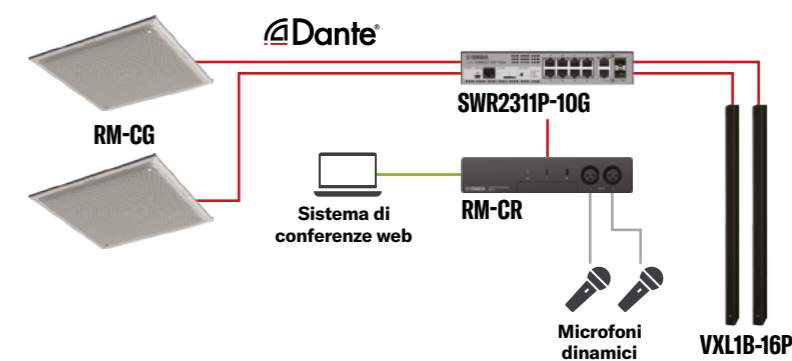 Dante®
SWR2311P-10G
RM-CG
RM-CR
Sistema di
conferenze web
Microfoni
dinamici
VXL1B-16P